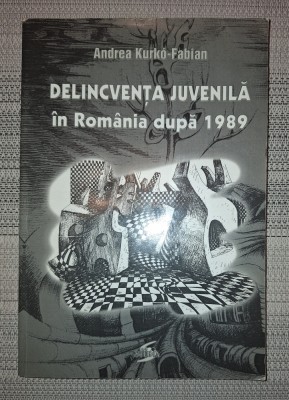 Andrea Kurkó-Fabian
DELINCVENȚA JUVENILĂ
în România după 1989